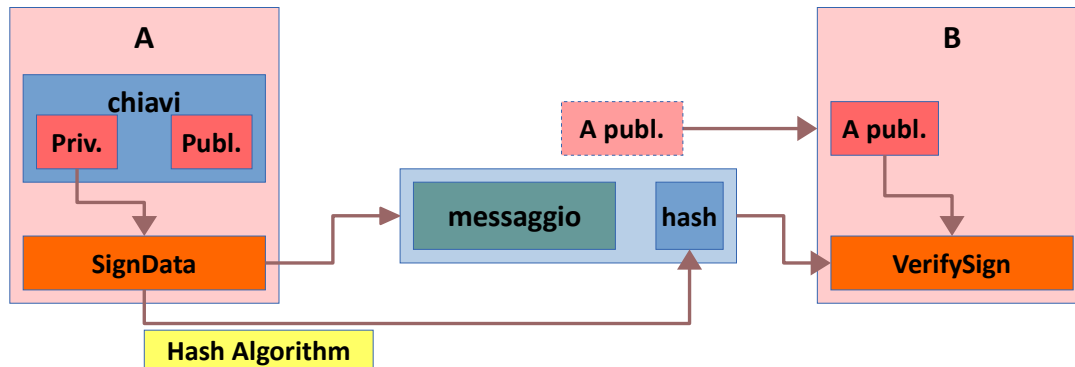 A
chiavi
Priv.
Publ.
SignData
Hash Algorithm
A publ.
messaggio
hash
B
A publ.
VerifySign